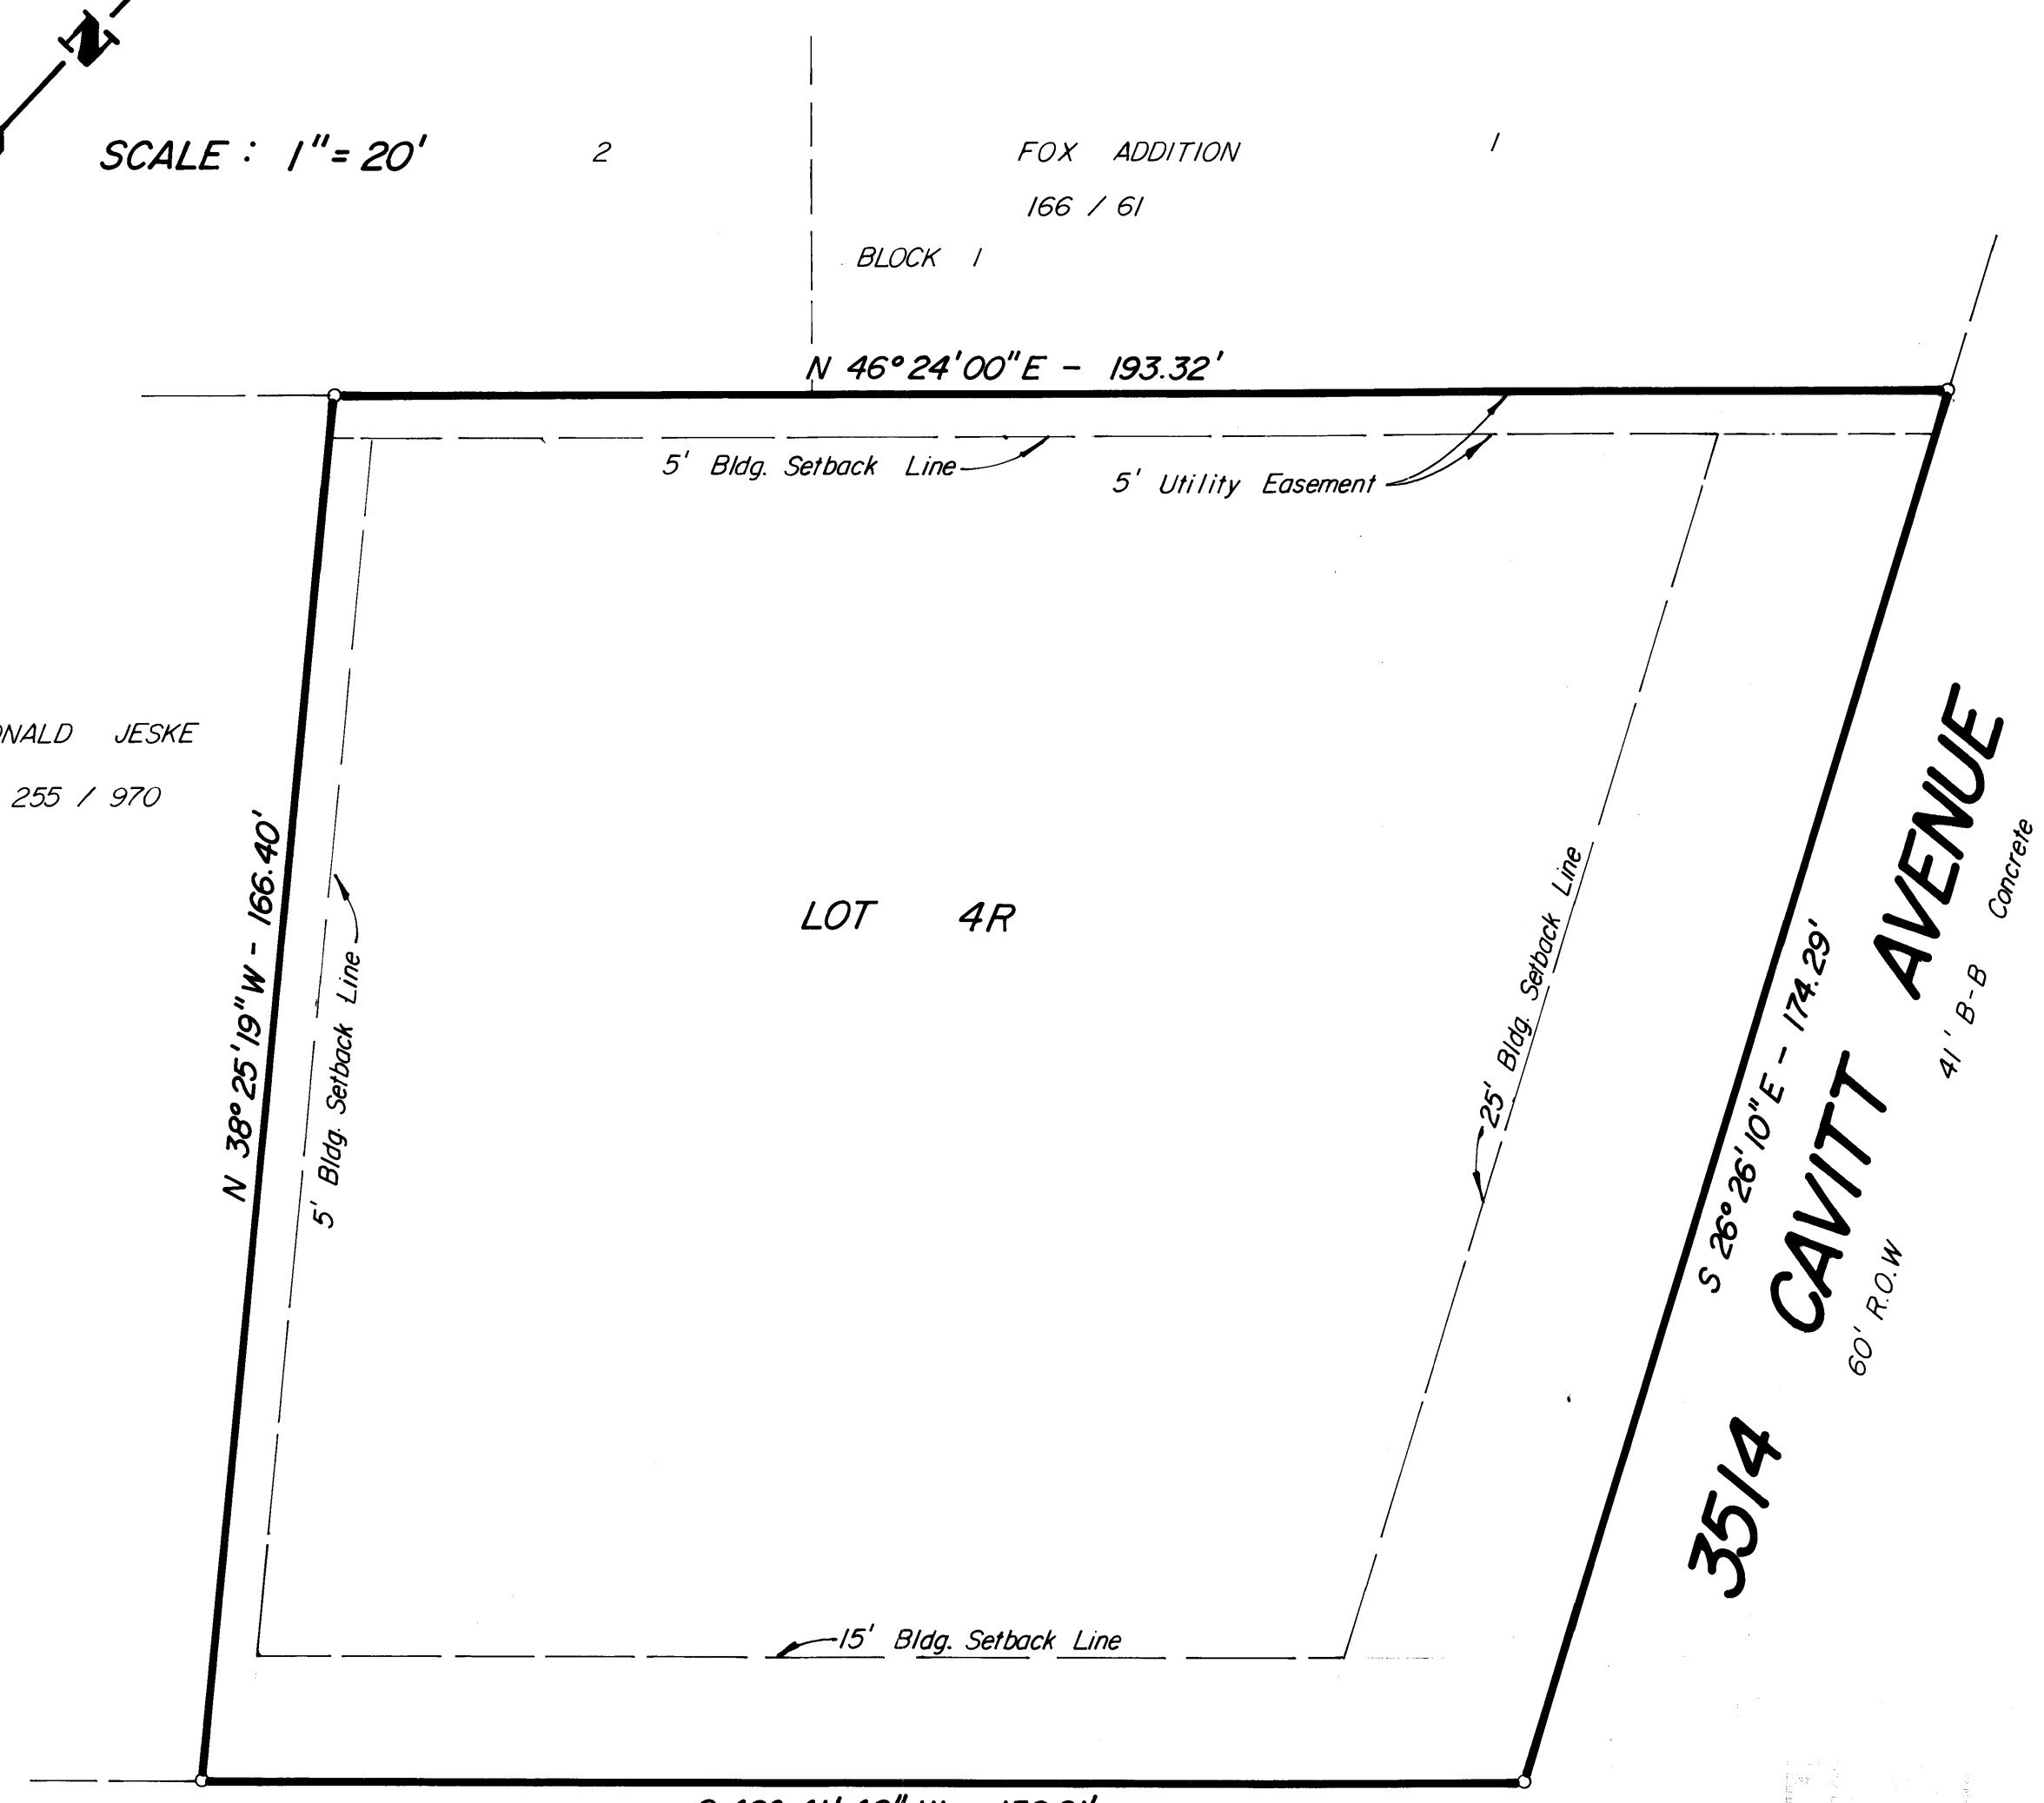 N
SCALE : 1"= 20'
2
FOX ADDITION
1
166 / 61
BLOCK 1
N 46° 24' 00" E - 193.32'
5' Bldg. Setback Line
5' Utility Easement
JESKE
255 / 970
N 38° 25' 19" W - 166.40'
5' Bldg. Setback Line
LOT 4R
25' Bldg. Setback Line
S 26° 26' 10" E - 174.29'
3514 CAVITT AVENUE
60' R.O.W
41' B-B Concrete
15' Bldg. Setback Line